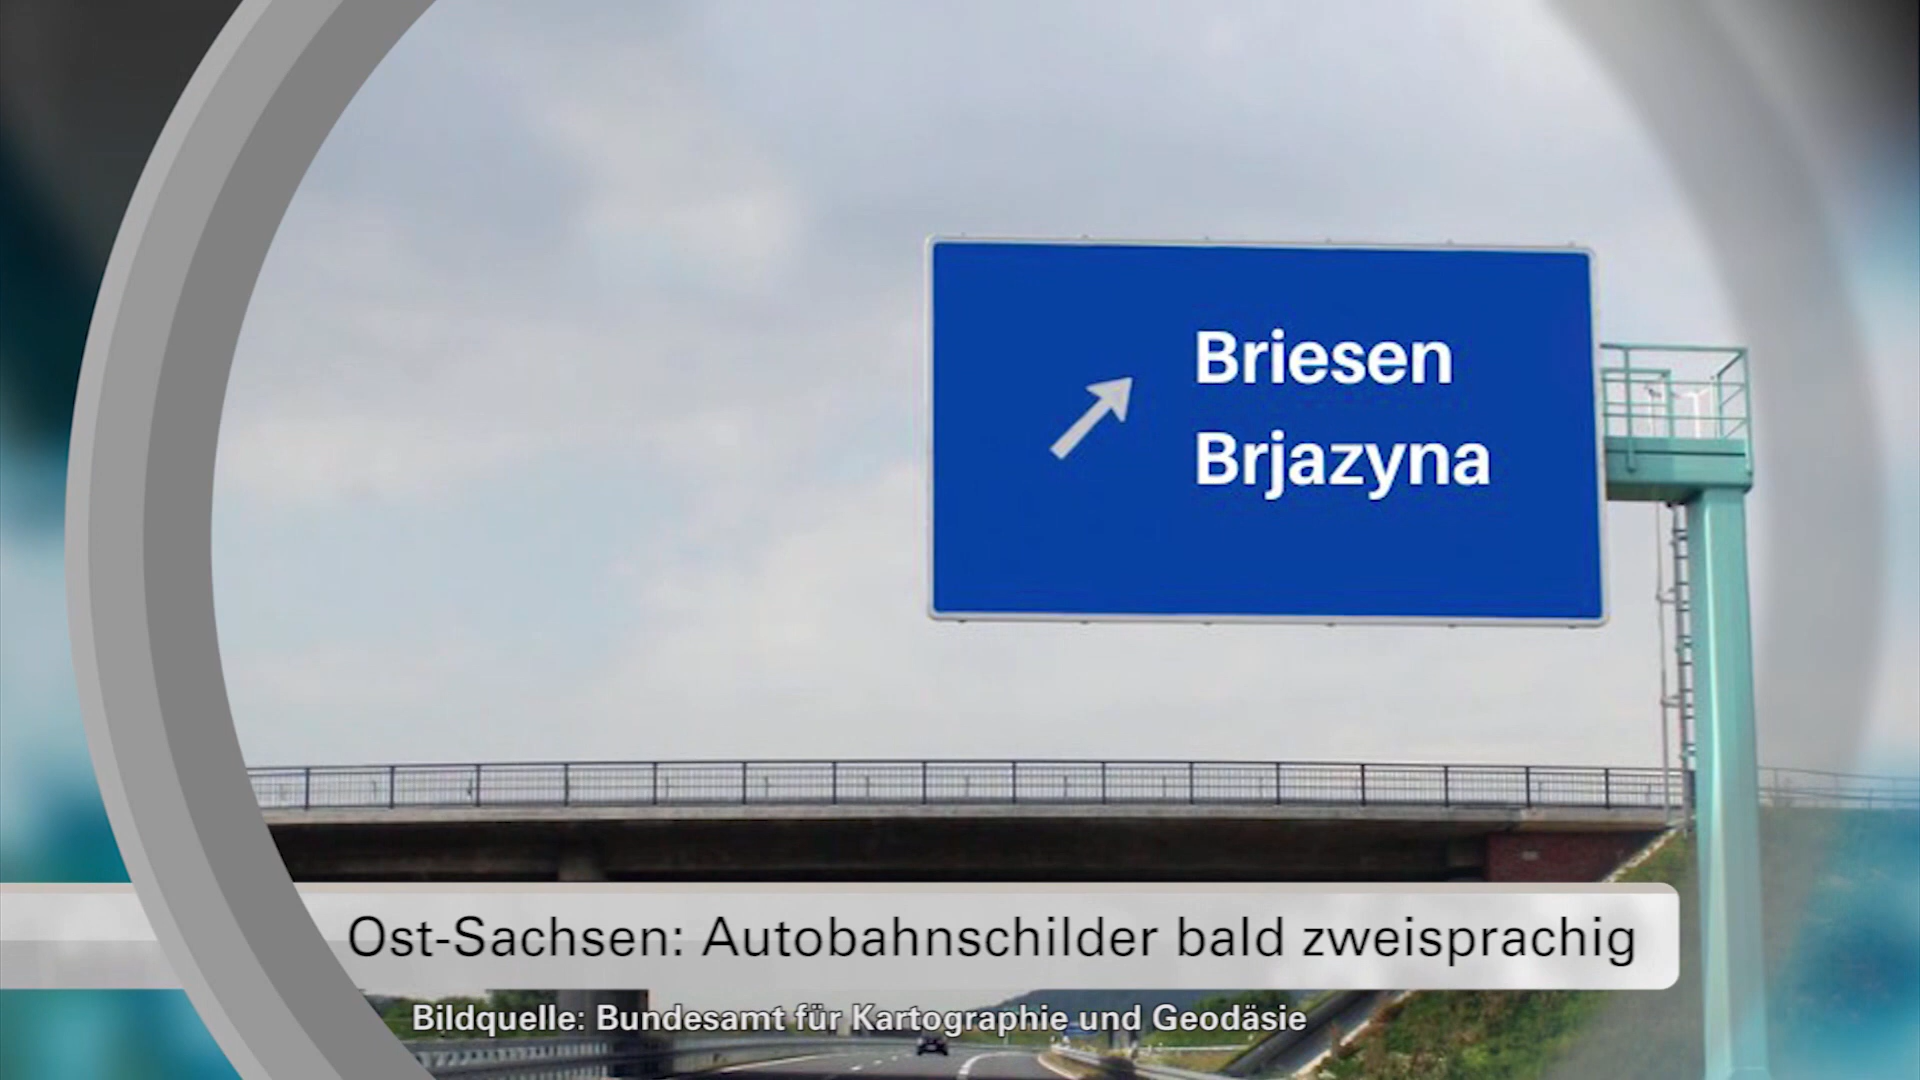 Briesen
Brjazyna
Ost-Sachsen: Autobahnschilder bald zweisprachig
Bildquelle: Bundesamt für Kartographie und Geodäsie